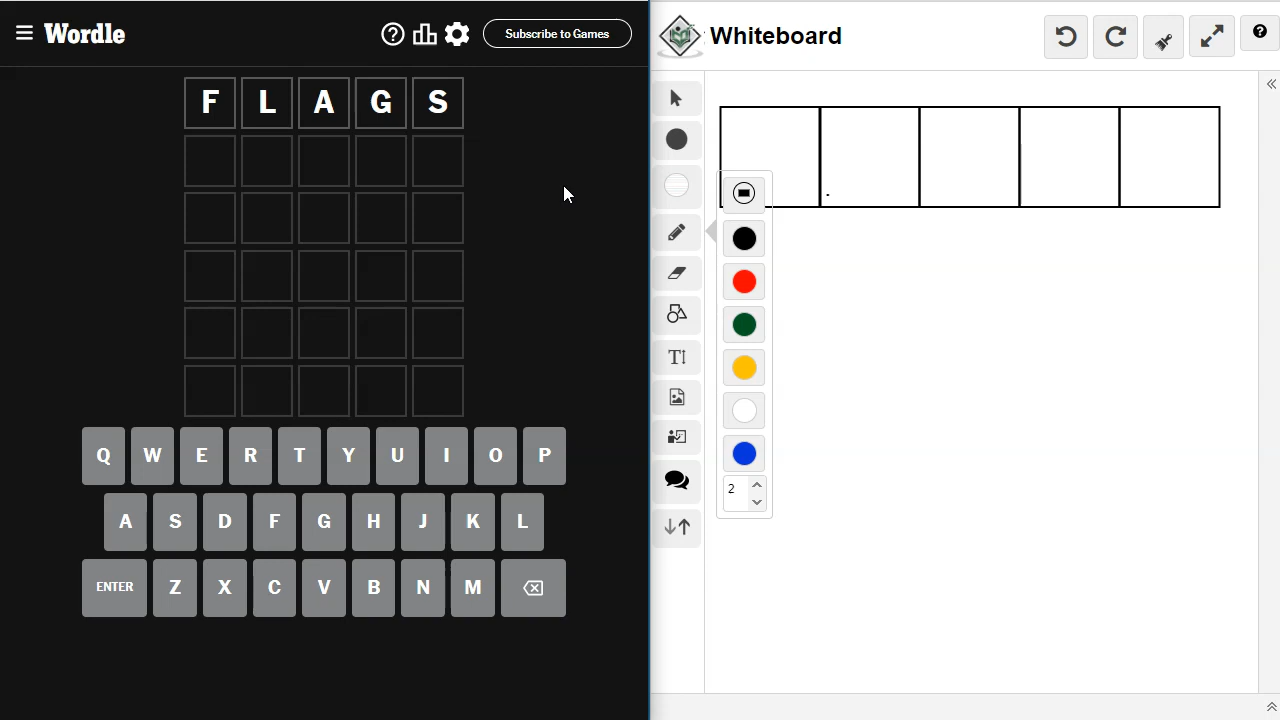 Wordle
Subscribe to Games
Whiteboard
F L A G S
2
Q W E R T Y U I O P
A S D F G H J K L
ENTER Z X C V B N M